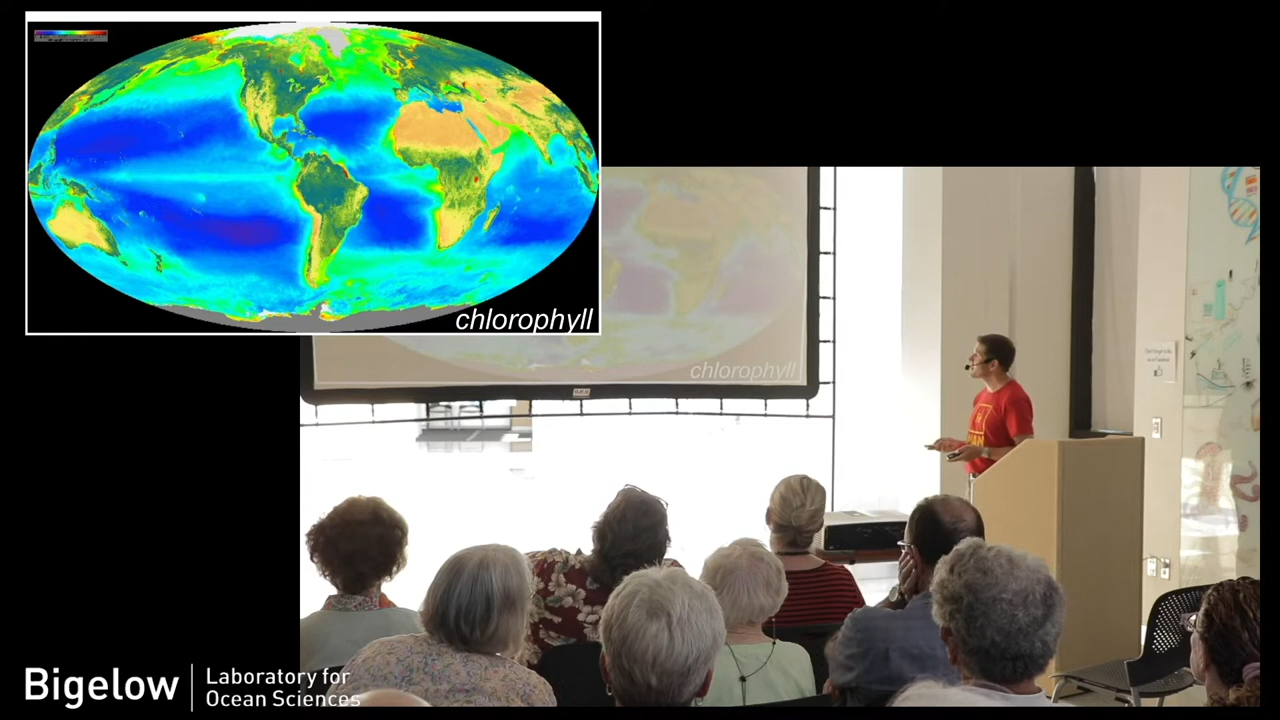 chlorophyll
chlorophyll
Bigelow
Laboratory for
Ocean Sciences